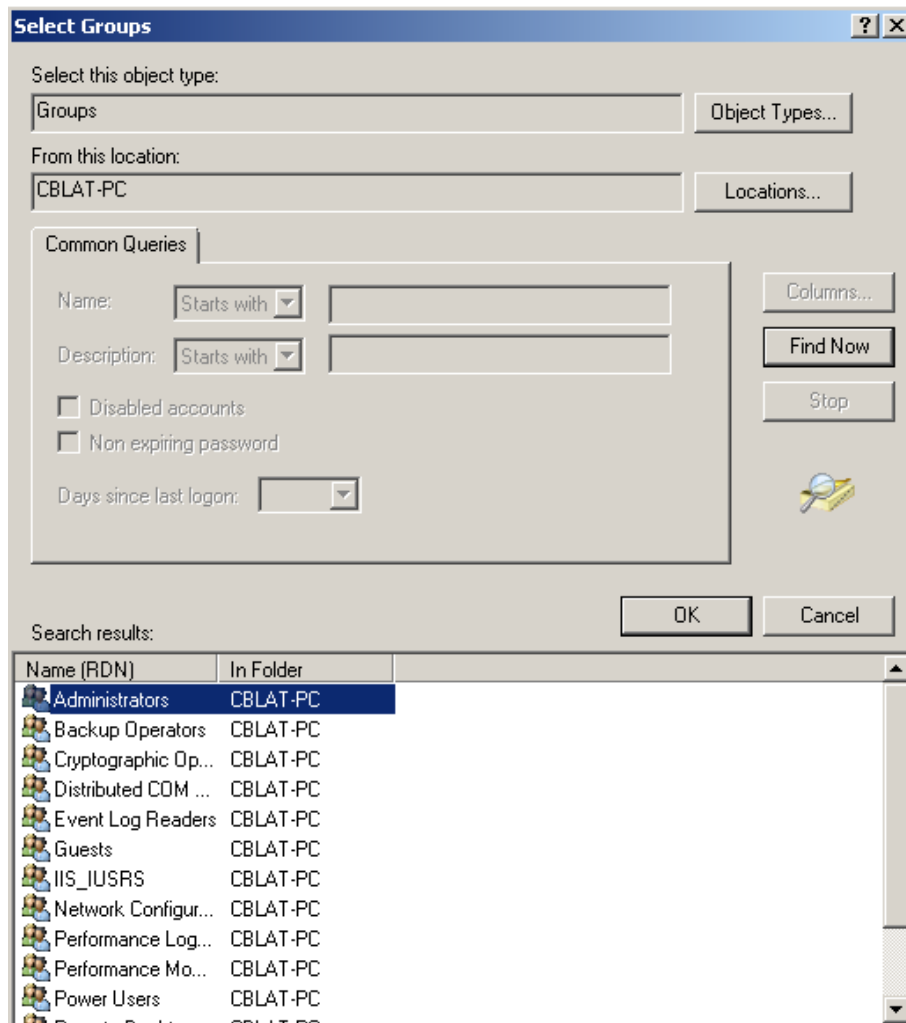 Select Groups
Select this object type:
Groups
Object Types...
From this location:
CBLAT-PC
Locations...
Common Queries
Name:
Starts with
Columns...
Description:
Starts with
Find Now
Disabled accounts
Stop
Non expiring password
Days since last logon:
OK
Cancel
Search results:
Name (RDN) In Folder
Administrators CBLAT-PC
Backup Operators CBLAT-PC
Cryptographic Op... CBLAT-PC
Distributed COM ... CBLAT-PC
Event Log Readers CBLAT-PC
Guests CBLAT-PC
IIS_IUSRS CBLAT-PC
Network Configur... CBLAT-PC
Performance Log... CBLAT-PC
Performance Mo... CBLAT-PC
Power Users CBLAT-PC